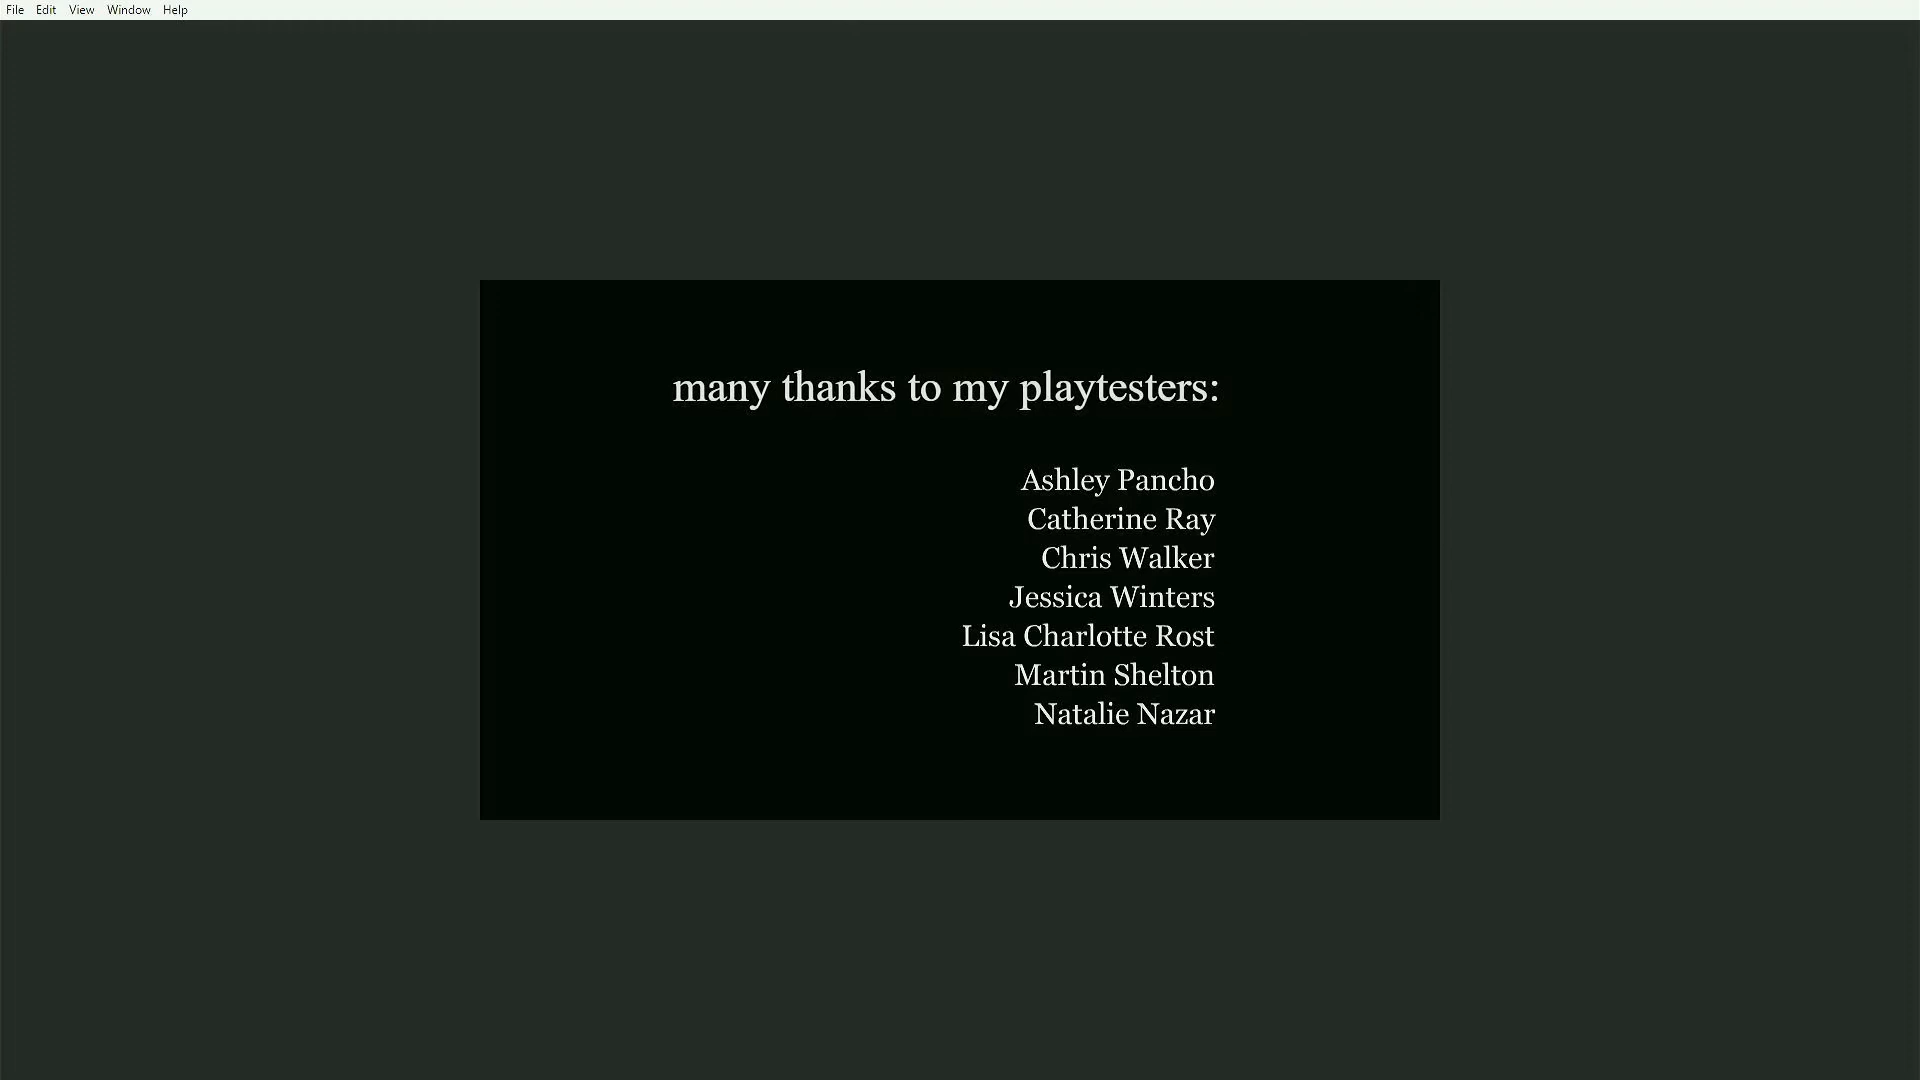 File Edit View Window Help
many thanks to my playtesters:
Ashley Pancho
Catherine Ray
Chris Walker
Jessica Winters
Lisa Charlotte Rost
Martin Shelton
Natalie Nazar